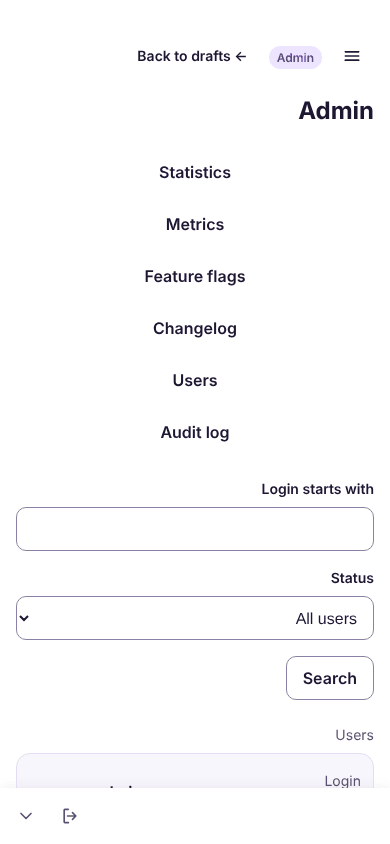 Back to drafts ←
Admin
Admin
Statistics
Metrics
Feature flags
Changelog
Users
Audit log
Login starts with
Status
All users
Search
Users
Login